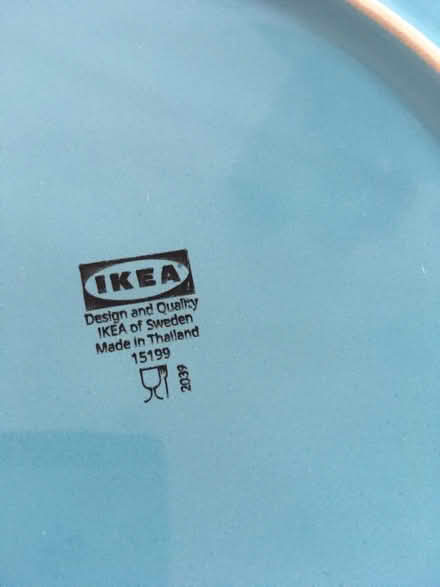 IKEA
Design and Quality
IKEA of Sweden
Made in Thailand
15199
2039